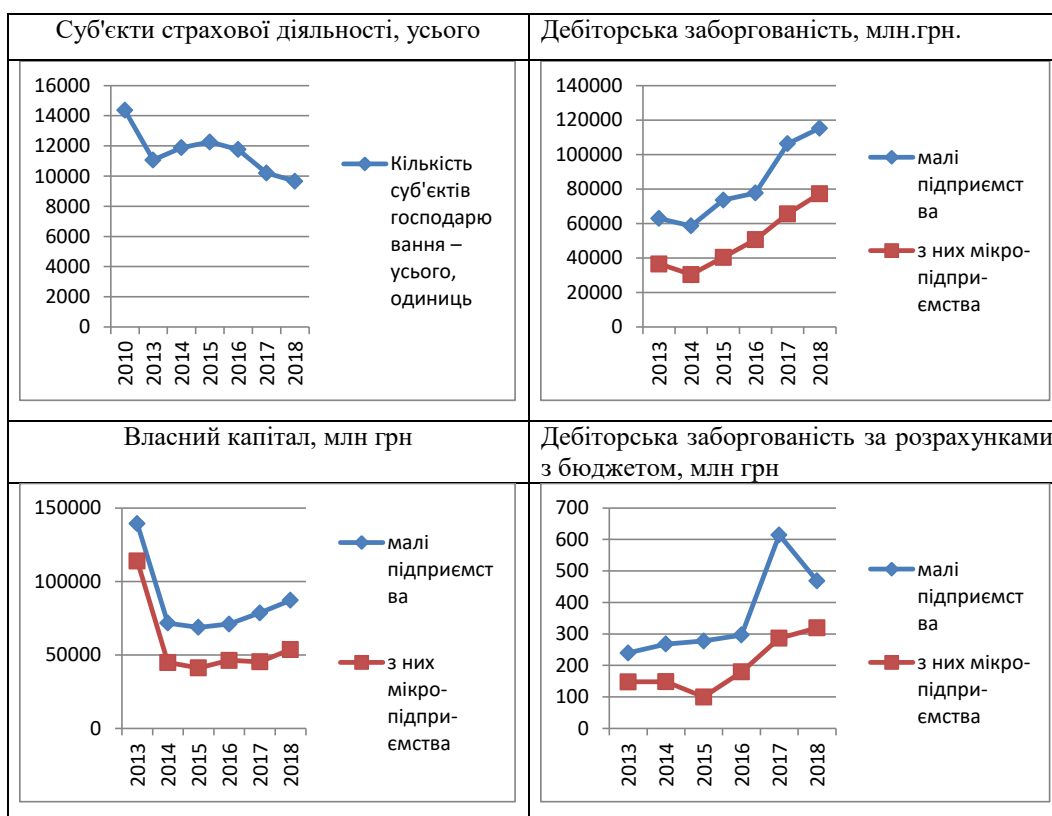 Суб'єкти страхової діяльності, усього
16000
14000
12000
10000
8000
6000
4000
2000
0
2010
2013
2014
2015
2016
2017
2018
Кількість
суб'єктів
господарю
вання –
усього,
одиниць
Дебіторська заборгованість, млн.грн.
140000
120000
100000
80000
60000
40000
20000
0
2013
2014
2015
2016
2017
2018
малі
підприємст
ва
з них мікро-
підпри-
ємства
Власний капітал, млн грн
150000
100000
50000
0
2013
2014
2015
2016
2017
2018
малі
підприємст
ва
з них
мікро-
підпри-
ємства
Дебіторська заборгованість за розрахунками
з бюджетом, млн грн
700
600
500
400
300
200
100
0
2013
2014
2015
2016
2017
2018
малі
підприємст
ва
з них мікро-
підпри-
ємства